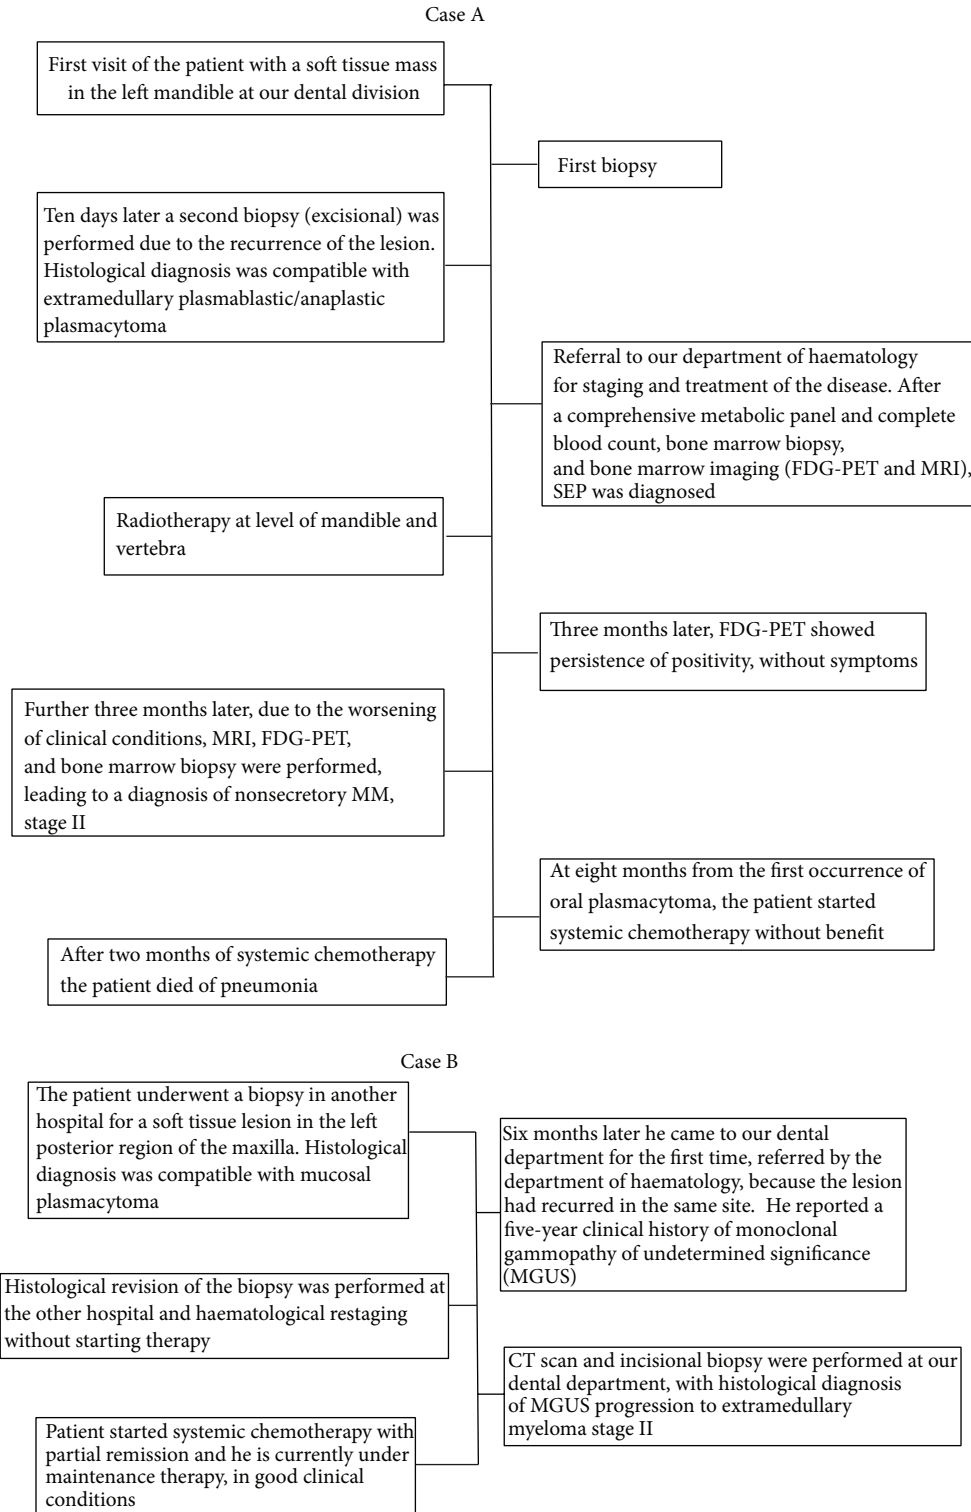 Case A
First visit of the patient with a soft tissue mass
in the left mandible at our dental division
First biopsy
Ten days later a second biopsy (excisional) was
performed due to the recurrence of the lesion.
Histological diagnosis was compatible with
extramedullary plasmablastic/anaplastic
plasmacytoma
Referral to our department of haematology
for staging and treatment of the disease. After
a comprehensive metabolic panel and complete
blood count, bone marrow biopsy,
and bone marrow imaging (FDG-PET and MRI),
SEP was diagnosed
Radiotherapy at level of mandible and
vertebra
Three months later, FDG-PET showed
persistence of positivity, without symptoms
Further three months later, due to the worsening
of clinical conditions, MRI, FDG-PET,
and bone marrow biopsy were performed,
leading to a diagnosis of nonsecretory MM,
stage II
At eight months from the first occurrence of
oral plasmacytoma, the patient started
systemic chemotherapy without benefit
After two months of systemic chemotherapy
the patient died of pneumonia
Case B
The patient underwent a biopsy in another
hospital for a soft tissue lesion in the left
posterior region of the maxilla. Histological
diagnosis was compatible with mucosal
plasmacytoma
Six months later he came to our dental
department for the first time, referred by the
department of haematology, because the lesion
had recurred in the same site. He reported a
five-year clinical history of monoclonal
gammopathy of undetermined significance
(MGUS)
Histological revision of the biopsy was performed at
the other hospital and haematological restaging
without starting therapy
CT scan and incisional biopsy were performed at our
dental department, with histological diagnosis
of MGUS progression to extramedullary
myeloma stage II
Patient started systemic chemotherapy with
partial remission and he is currently under
maintenance therapy, in good clinical
conditions